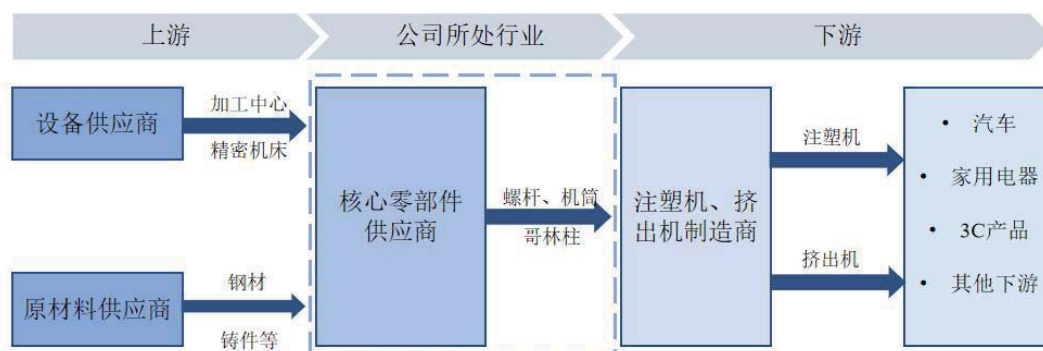 上游
公司所处行业
下游
设备供应商
加工中心
精密机床
原材料供应商
钢材
铸件等
核心零部件
供应商
螺杆、机筒
哥林柱
注塑机、挤
出机制造商
注塑机
挤出机
• 汽车
• 家用电器
• 3C产品
• 其他下游